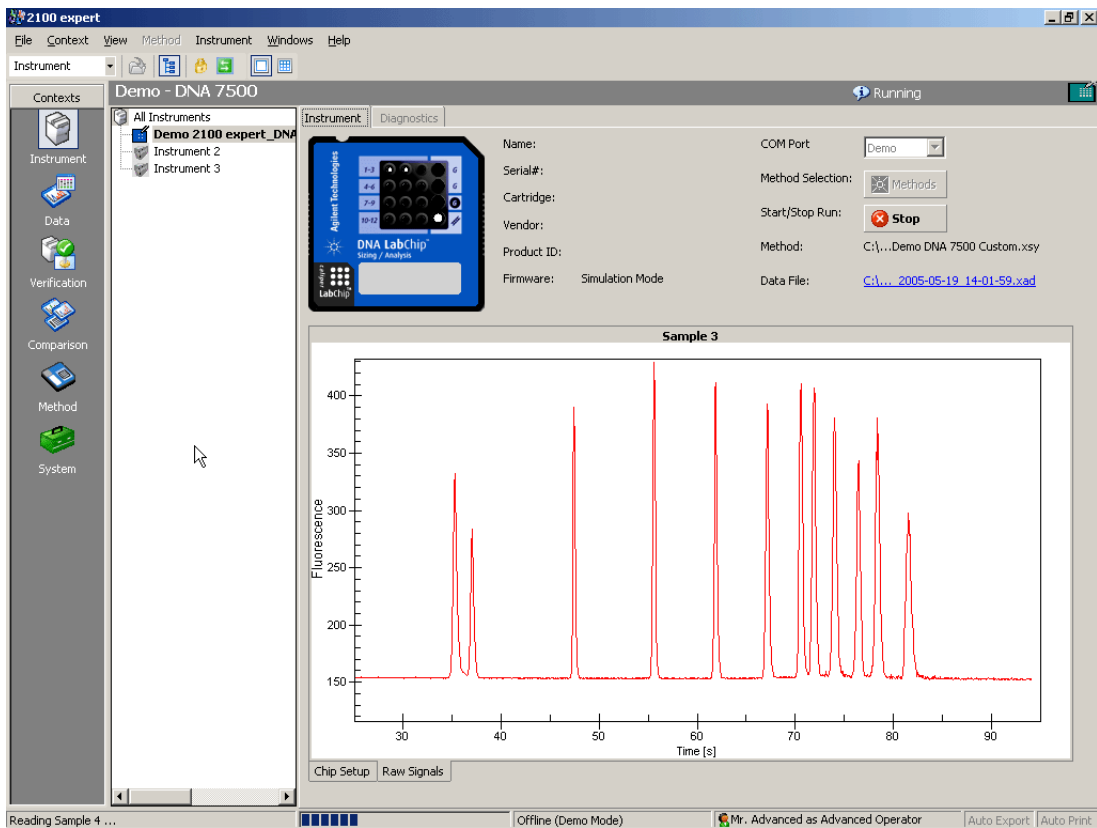 2100 expert
File Context View Method Instrument Windows Help
Instrument
Contexts
Instrument
Data
Verification
Comparison
Method
System
Demo - DNA 7500
Running
All Instruments
Demo 2100 expert_DNA
Instrument 2
Instrument 3
Instrument Diagnostics
Agilent Technologies
1-3 6
4-6 6
7-9 6
10-12
DNA LabChip
Sizing / Analysis
caliper
LabChip
Name:
Serial#:
Cartridge:
Vendor:
Product ID:
Firmware: Simulation Mode
COM Port Demo
Method Selection: Methods
Start/Stop Run: Stop
Method: C:\...Demo DNA 7500 Custom.xsy
Data File: C:\... 2005-05-19 14-01-59.xad
Sample 3
Fluorescence
400
350
300
250
200
150
30 40 50 60 70 80 90
Time [s]
Chip Setup Raw Signals
Reading Sample 4 ...
Offline (Demo Mode)
Mr. Advanced as Advanced Operator
Auto Export Auto Print